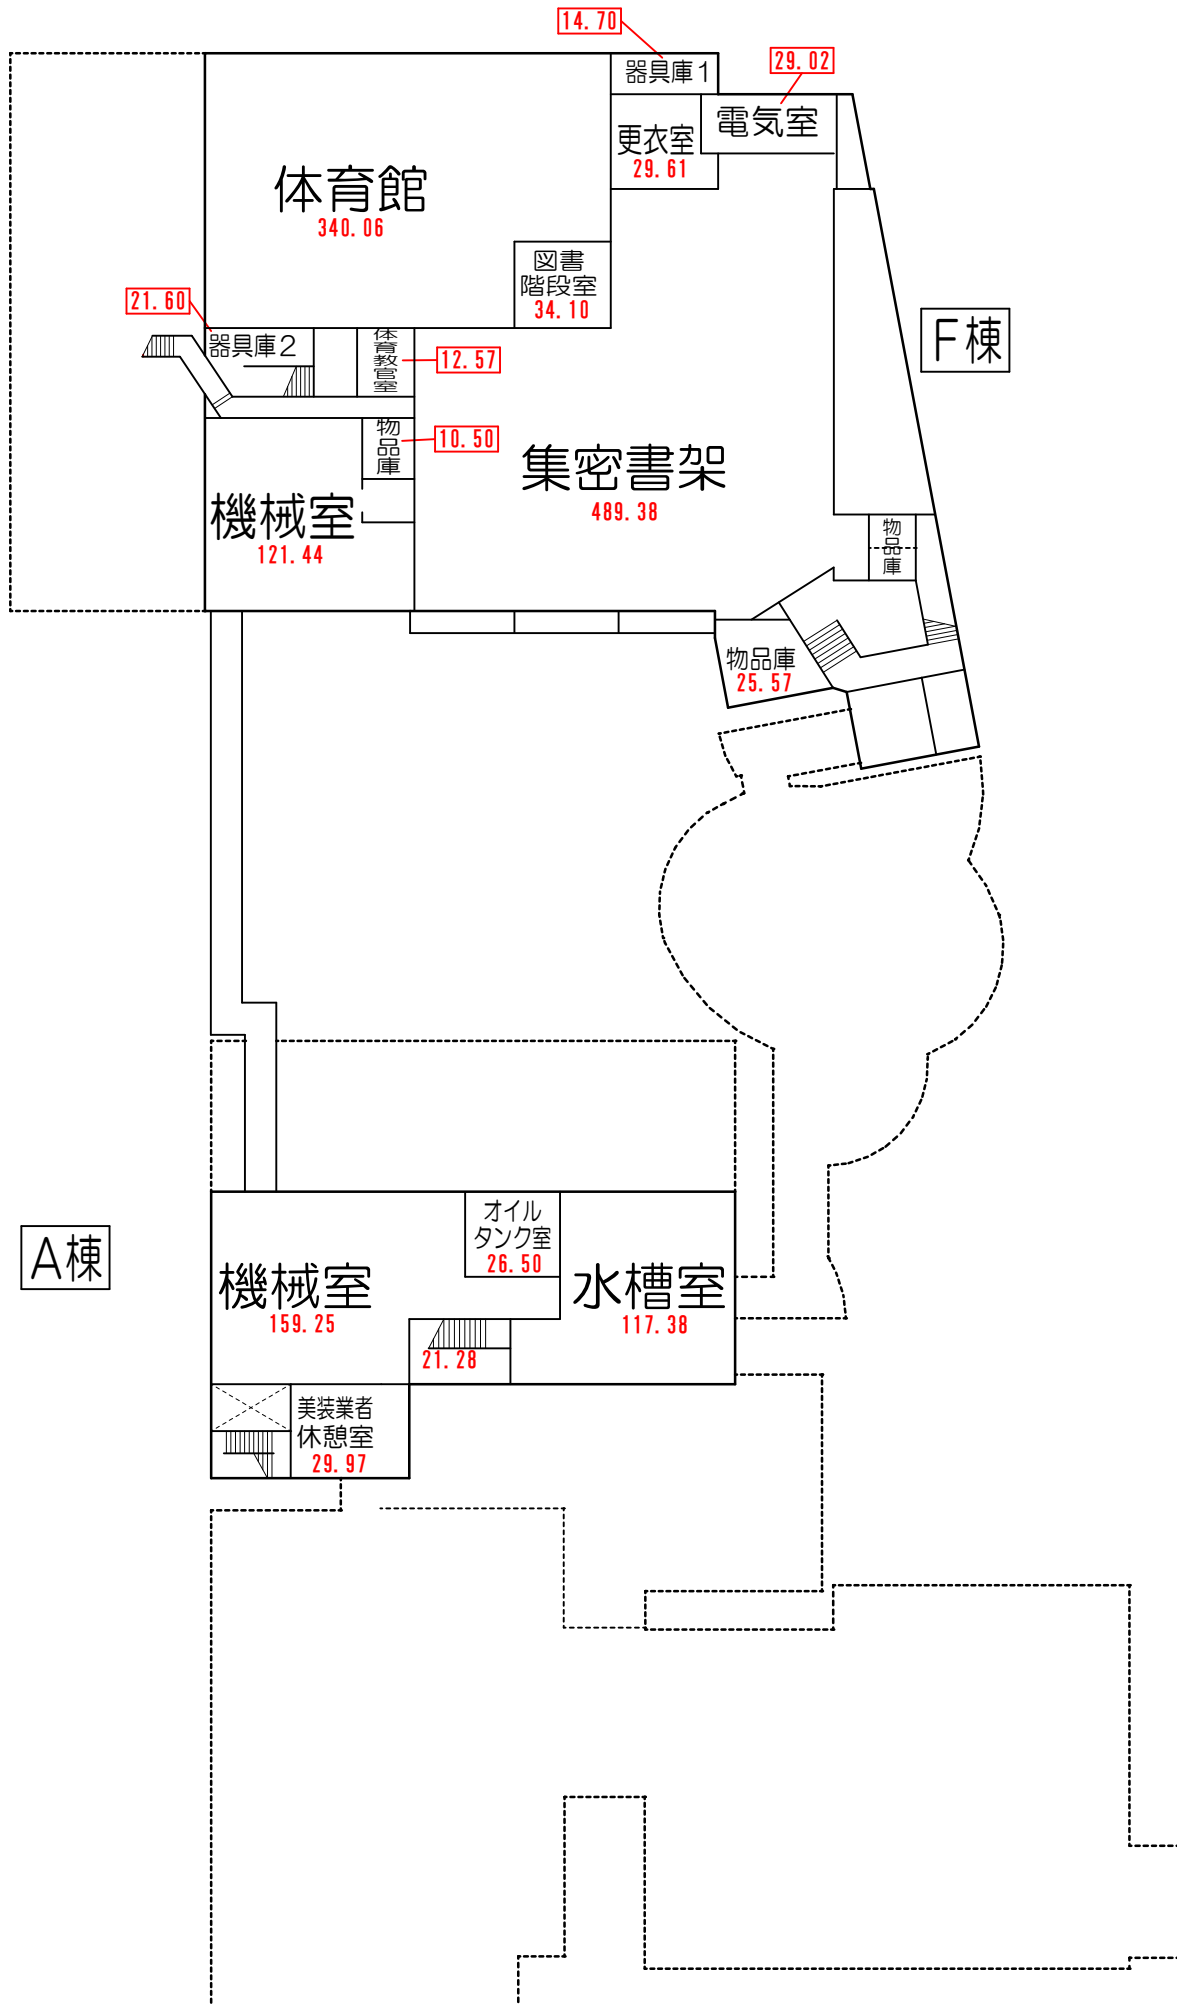 14.70
29.02
器具庫1
電気室
更衣室
29.61
体育館
340.06
図書
階段室
34.10
21.60
器具庫2
体育教官室
12.57
F棟
物品庫
10.50
集密書架
489.38
機械室
121.44
物品庫
物品庫
25.57
A棟
オイル
タンク室
26.50
機械室
159.25
水槽室
117.38
21.28
美装業者
休憩室
29.97